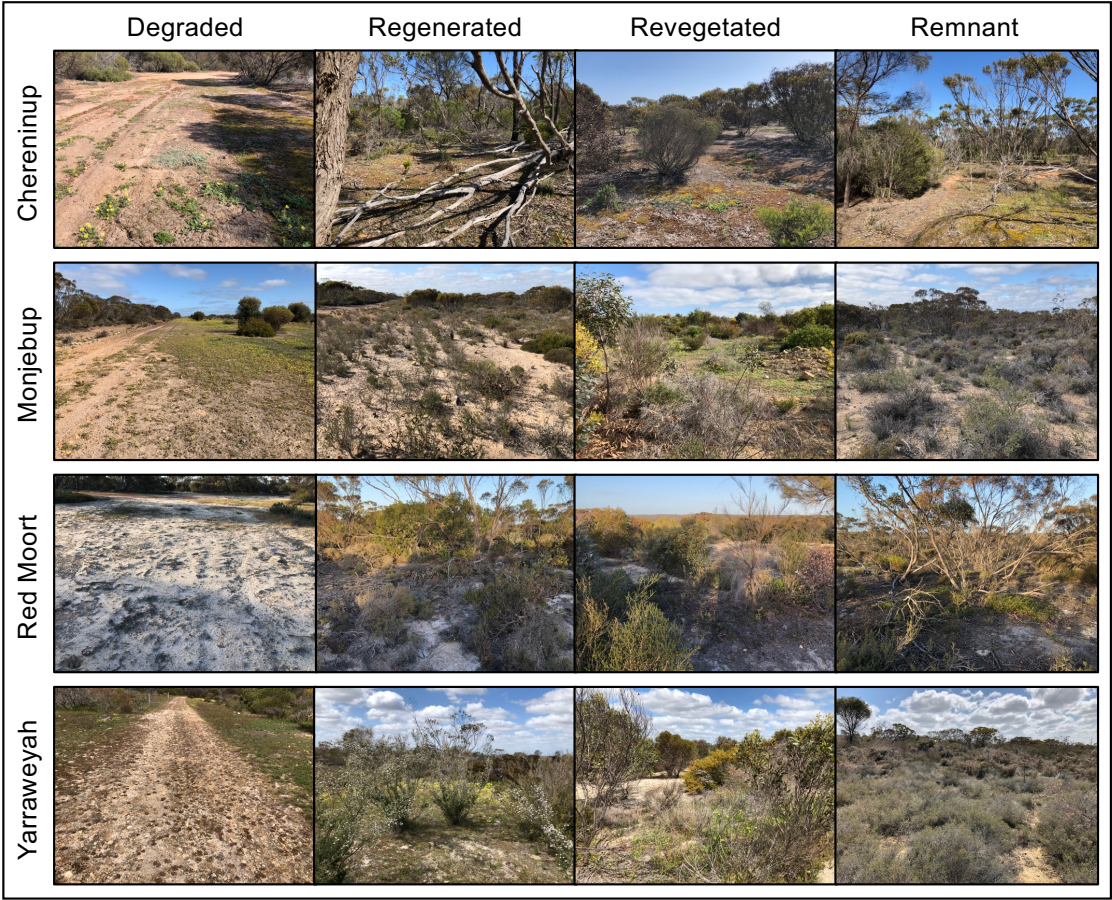 Degraded
Regenerated
Revegetated
Remnant
Chereninup
Monjebup
Red Moort
Yarraweyah